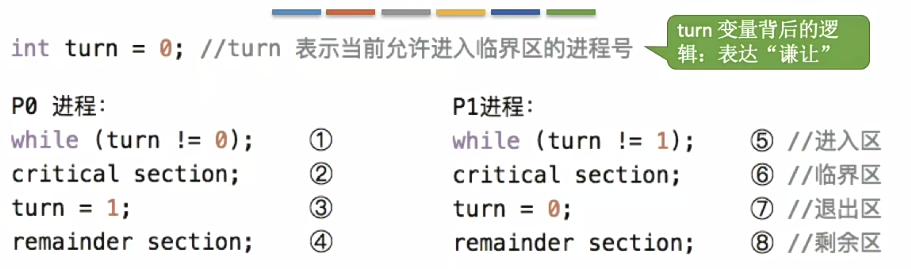 int turn = 0; //turn 表示当前允许进入临界区的进程号
turn 变量背后的逻
辑：表达“谦让”
P0 进程：
while (turn != 0); ①
critical section; ②
turn = 1; ③
remainder section; ④
P1进程：
while (turn != 1); ⑤ //进入区
critical section; ⑥ //临界区
turn = 0; ⑦ //退出区
remainder section; ⑧ //剩余区